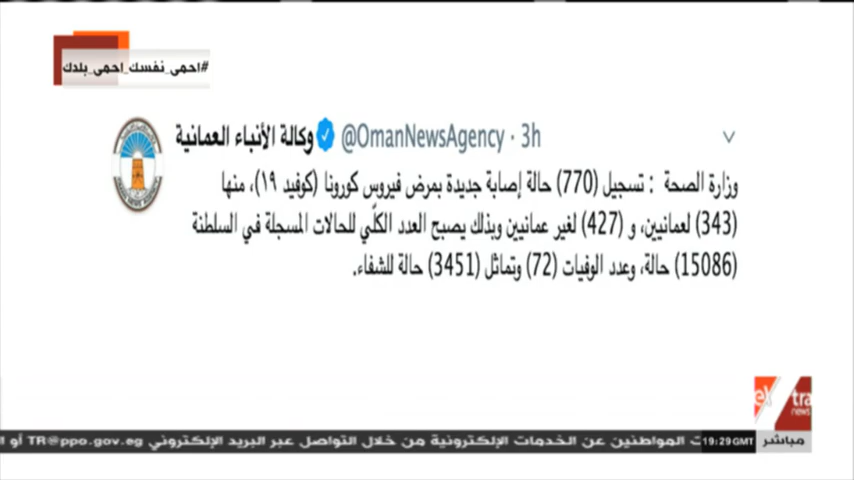 #احمى_نفسك_احمى_بلدك
وكالة الأنباء العمانية @OmanNewsAgency · 3h
وزارة الصحة : تسجيل (770) حالة إصابة جديدة بمرض فيروس كورونا (كوفيد ١٩)، منها
(343) لعمانيين، و (427) لغير عمانيين وبذلك يصبح العدد الكلّي للحالات المسجلة في السلطنة
(15086) حالة، وعدد الوفيات (72) وتماثل (3451) حالة للشفاء.
extra
news
مباشر
19:29 GMT
ت المواطنين عن الخدمات الإلكترونية من خلال التواصل عبر البريد الإلكتروني TR@ppo.gov.eg أو ا